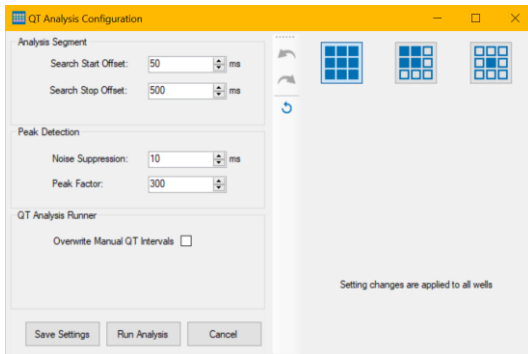 QT Analysis Configuration
Analysis Segment
Search Start Offset: 50 ms
Search Stop Offset: 500 ms
Peak Detection
Noise Suppression: 10 ms
Peak Factor: 300
QT Analysis Runner
Overwrite Manual QT Intervals
Setting changes are applied to all wells
Save Settings Run Analysis Cancel